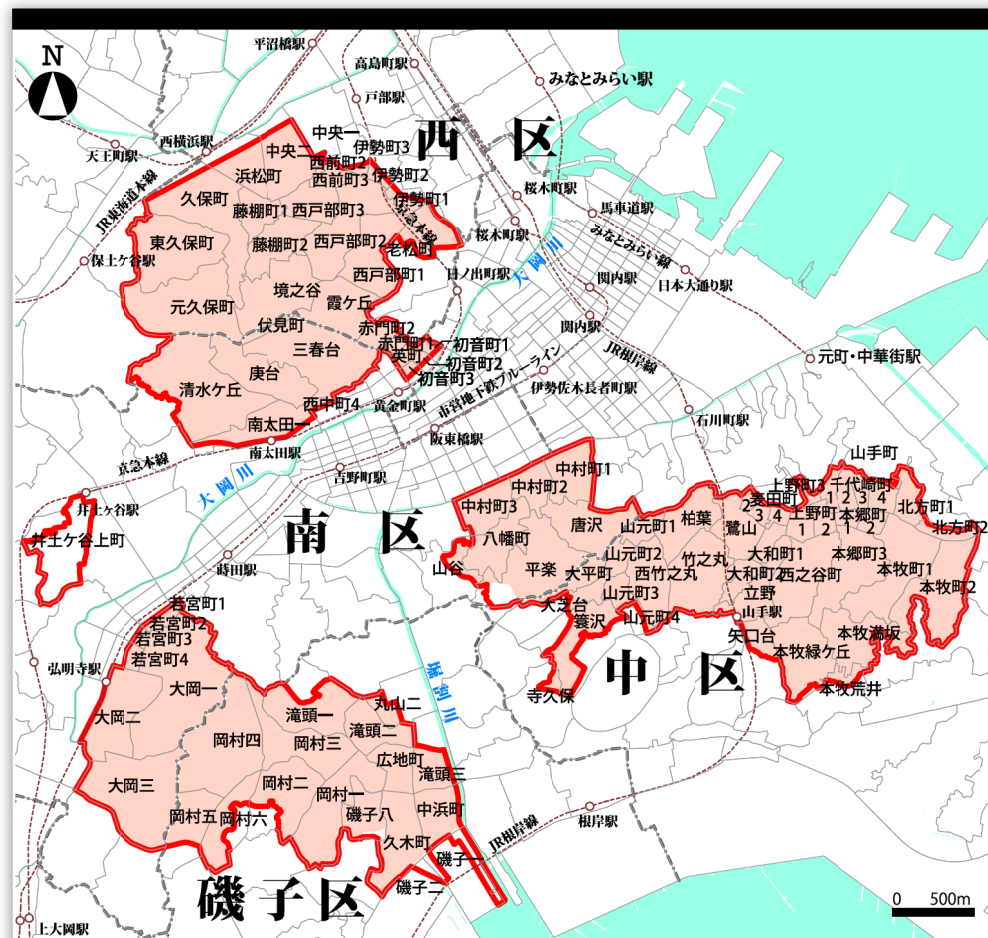 N
平沼橋駅
高島町駅
みなとみらい駅
戸部駅
西横浜駅
天王町駅
西区
中央一
中央二
伊勢町3
西前町2
西前町3
伊勢町2
伊勢町1
浜松町
久保町
藤棚町1
西戸部町3
桜木町駅
馬車道駅
JR東海道本線
京急本線
東久保町
藤棚町2
西戸部町2
老松町
桜木町駅
みなとみらい線
保土ケ谷駅
西戸部町1
日ノ出町駅
大岡川
関内駅
日本大通り駅
境之谷
霞ケ丘
元久保町
伏見町
赤門町2
赤門町1
英町
初音町1
初音町2
初音町3
関内駅
JR根岸線
元町・中華街駅
三春台
庚台
清水ケ丘
西中町4
黄金町駅
市営地下鉄ブルーライン
伊勢佐木長者町駅
石川町駅
南太田一
南太田駅
阪東橋駅
吉野町駅
京急本線
大岡川
井土ケ谷駅
井土ケ谷上町
南区
蒔田駅
中村町1
中村町2
中村町3
唐沢
八幡町
山谷
平楽
山元町1
柏葉
山元町2
竹之丸
大平町
西竹之丸
山元町3
大芝台
簑沢
山元町4
山手町
上野町3
千代崎町
2
麦田町
1
2
3
4
北方町1
3
4
上野町
本郷町
鷺山
1
2
1
2
北方町2
大和町1
本郷町3
大和町2
西之谷町
本牧町1
立野
本牧町2
山手駅
矢口台
本牧満坂
本牧緑ケ丘
本牧荒井
寺久保
中区
若宮町1
若宮町2
若宮町3
若宮町4
弘明寺駅
大岡一
大岡二
大岡三
堀割川
丸山二
滝頭一
滝頭二
岡村四
岡村三
広地町
滝頭三
岡村二
岡村一
中浜町
磯子八
岡村五
岡村六
久木町
磯子一
磯子二
JR根岸線
根岸駅
磯子区
上大岡駅
0 500m